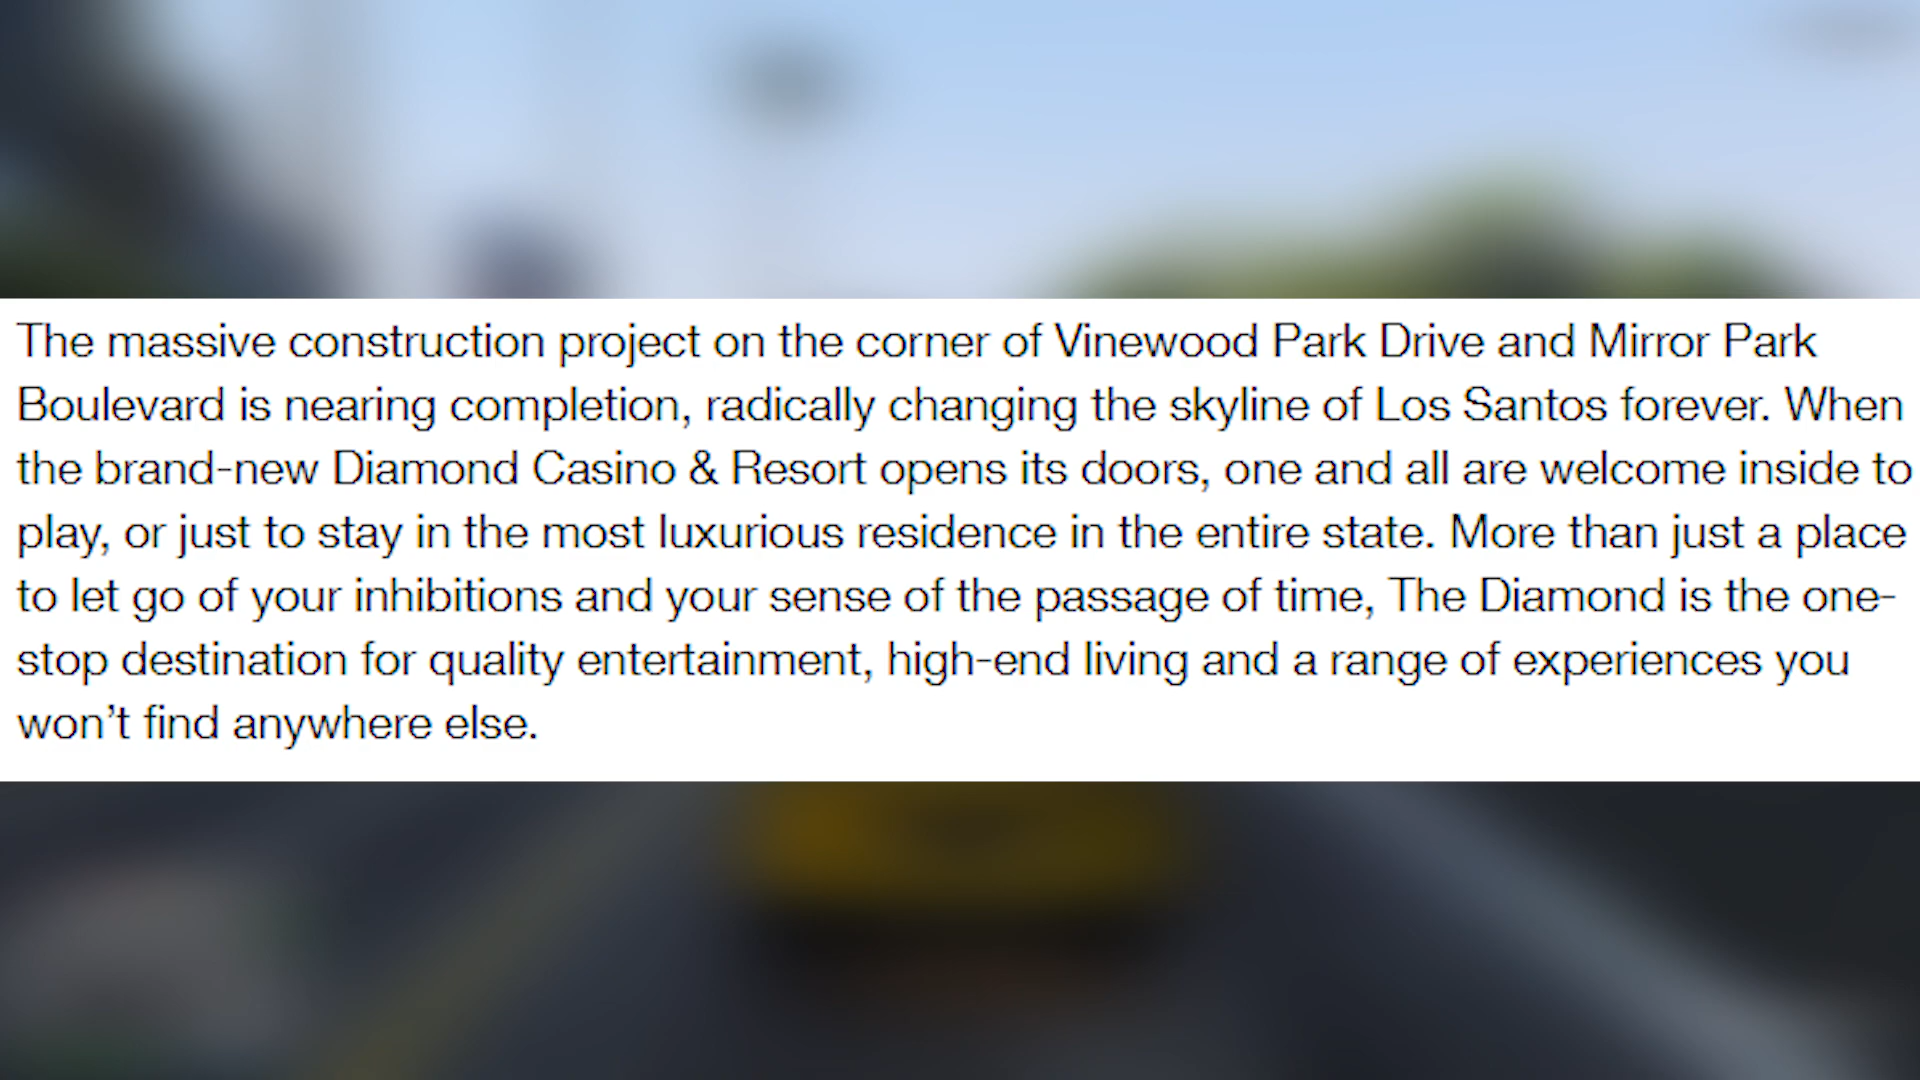 The massive construction project on the corner of Vinewood Park Drive and Mirror Park
Boulevard is nearing completion, radically changing the skyline of Los Santos forever. When
the brand-new Diamond Casino & Resort opens its doors, one and all are welcome inside to
play, or just to stay in the most luxurious residence in the entire state. More than just a place
to let go of your inhibitions and your sense of the passage of time, The Diamond is the one-
stop destination for quality entertainment, high-end living and a range of experiences you
won’t find anywhere else.